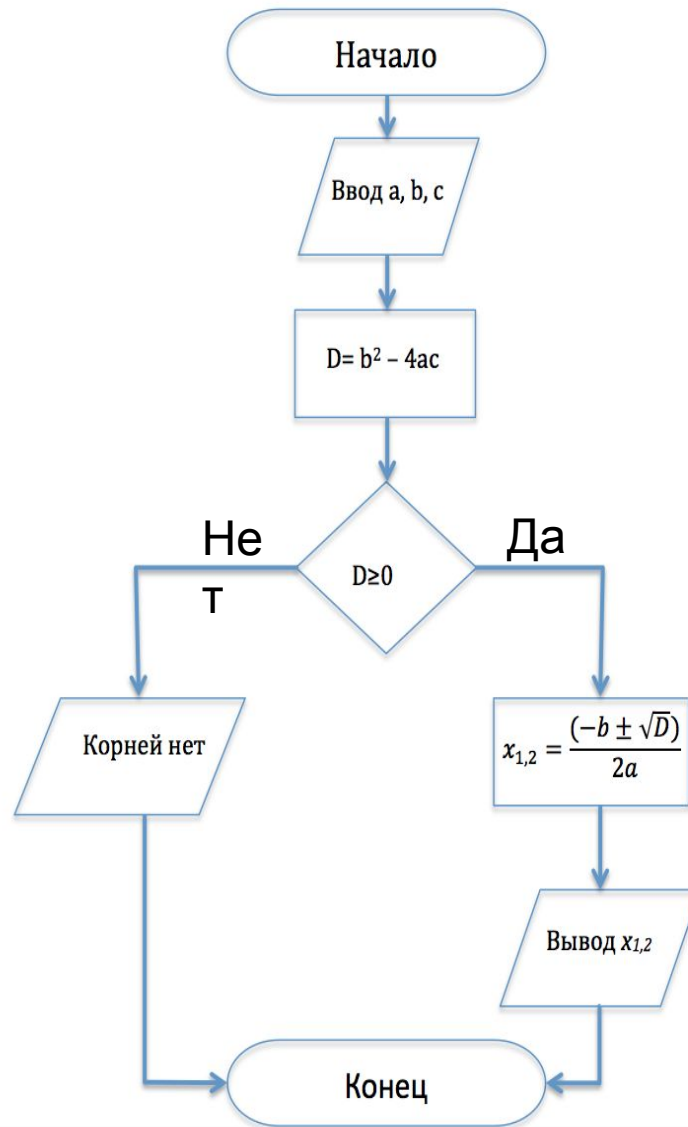 Начало
Ввод a, b, c
D= b² – 4ac
Не
т
Да
D≥0
Корней нет
x₁,₂ = (−b ± √D) / 2a
Вывод x₁,₂
Конец